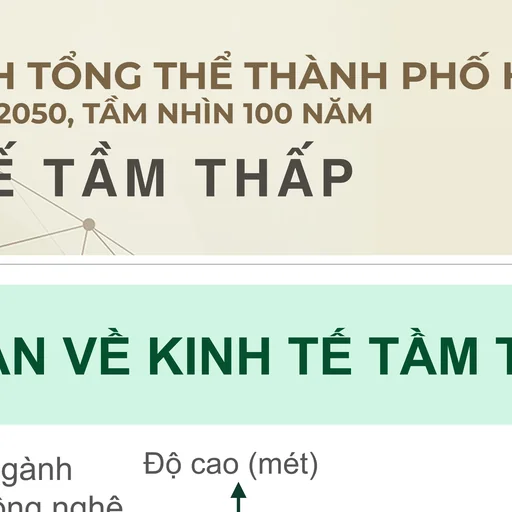 H TỔNG THỂ THÀNH PHỐ H
2050, TẦM NHÌN 100 NĂM
Ế TẦM THẤP
AN VỀ KINH TẾ TẦM T
gành
Độ cao (mét)
ông nghệ